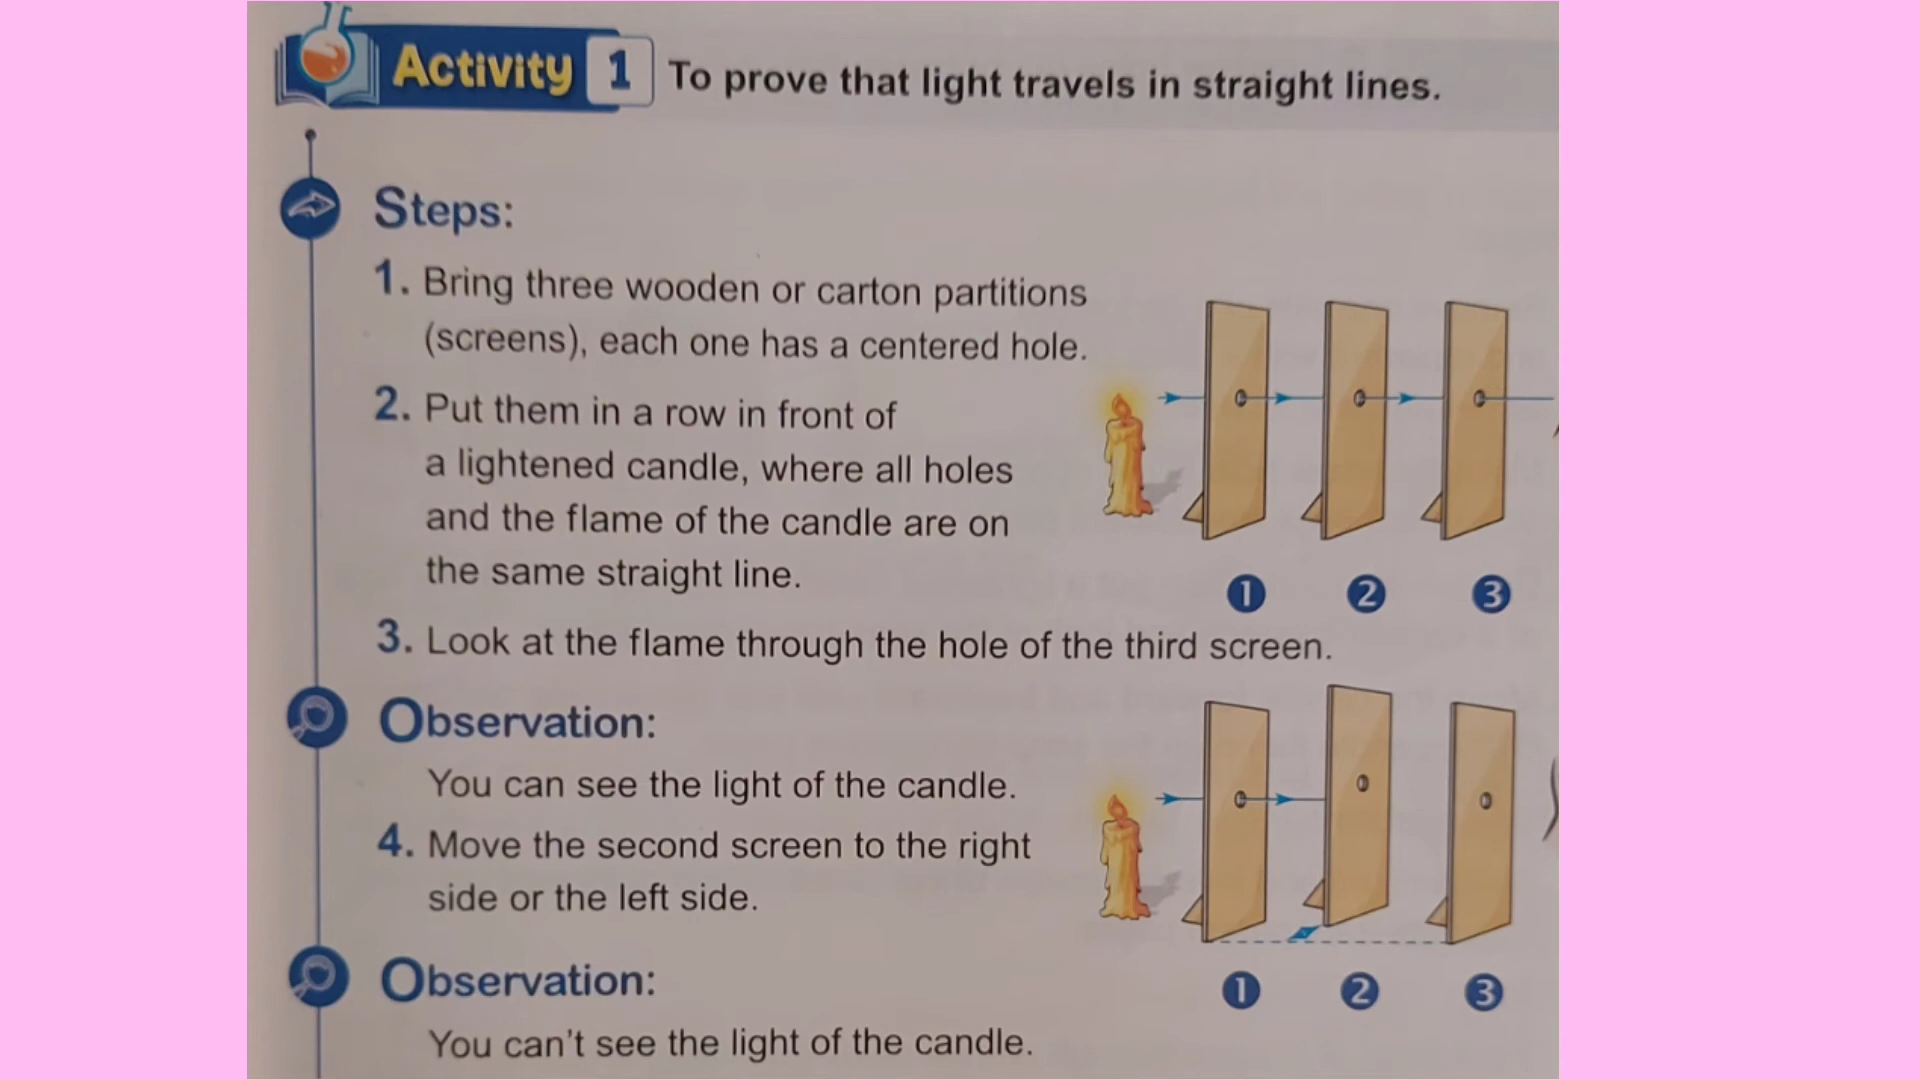 Activity 1 To prove that light travels in straight lines.
Steps:
1. Bring three wooden or carton partitions
(screens), each one has a centered hole.
2. Put them in a row in front of
a lightened candle, where all holes
and the flame of the candle are on
the same straight line.
1 2 3
3. Look at the flame through the hole of the third screen.
Observation:
You can see the light of the candle.
4. Move the second screen to the right
side or the left side.
Observation:
1 2 3
You can't see the light of the candle.